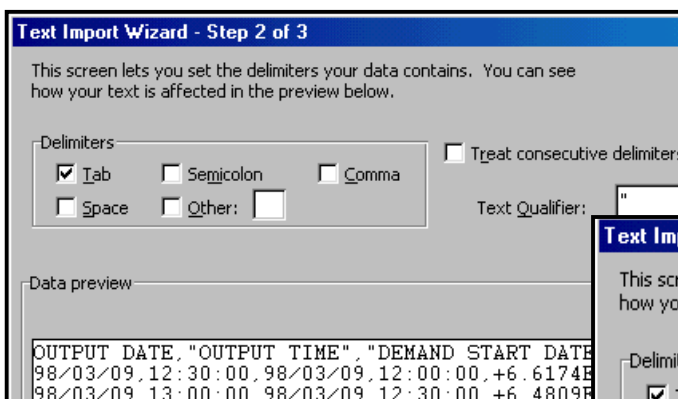 Text Import Wizard - Step 2 of 3
This screen lets you set the delimiters your data contains. You can see
how your text is affected in the preview below.
Delimiters
Tab
Semicolon
Comma
Space
Other:
Treat consecutive delimiters
Text Qualifier: "
Data preview
OUTPUT DATE,"OUTPUT TIME","DEMAND START DATE
98/03/09,12:30:00,98/03/09,12:00:00,+6.6174E
98/03/09,13:00:00,98/03/09,12:30:00,+6.4809E
Text Im
This scr
how yo
Delimit